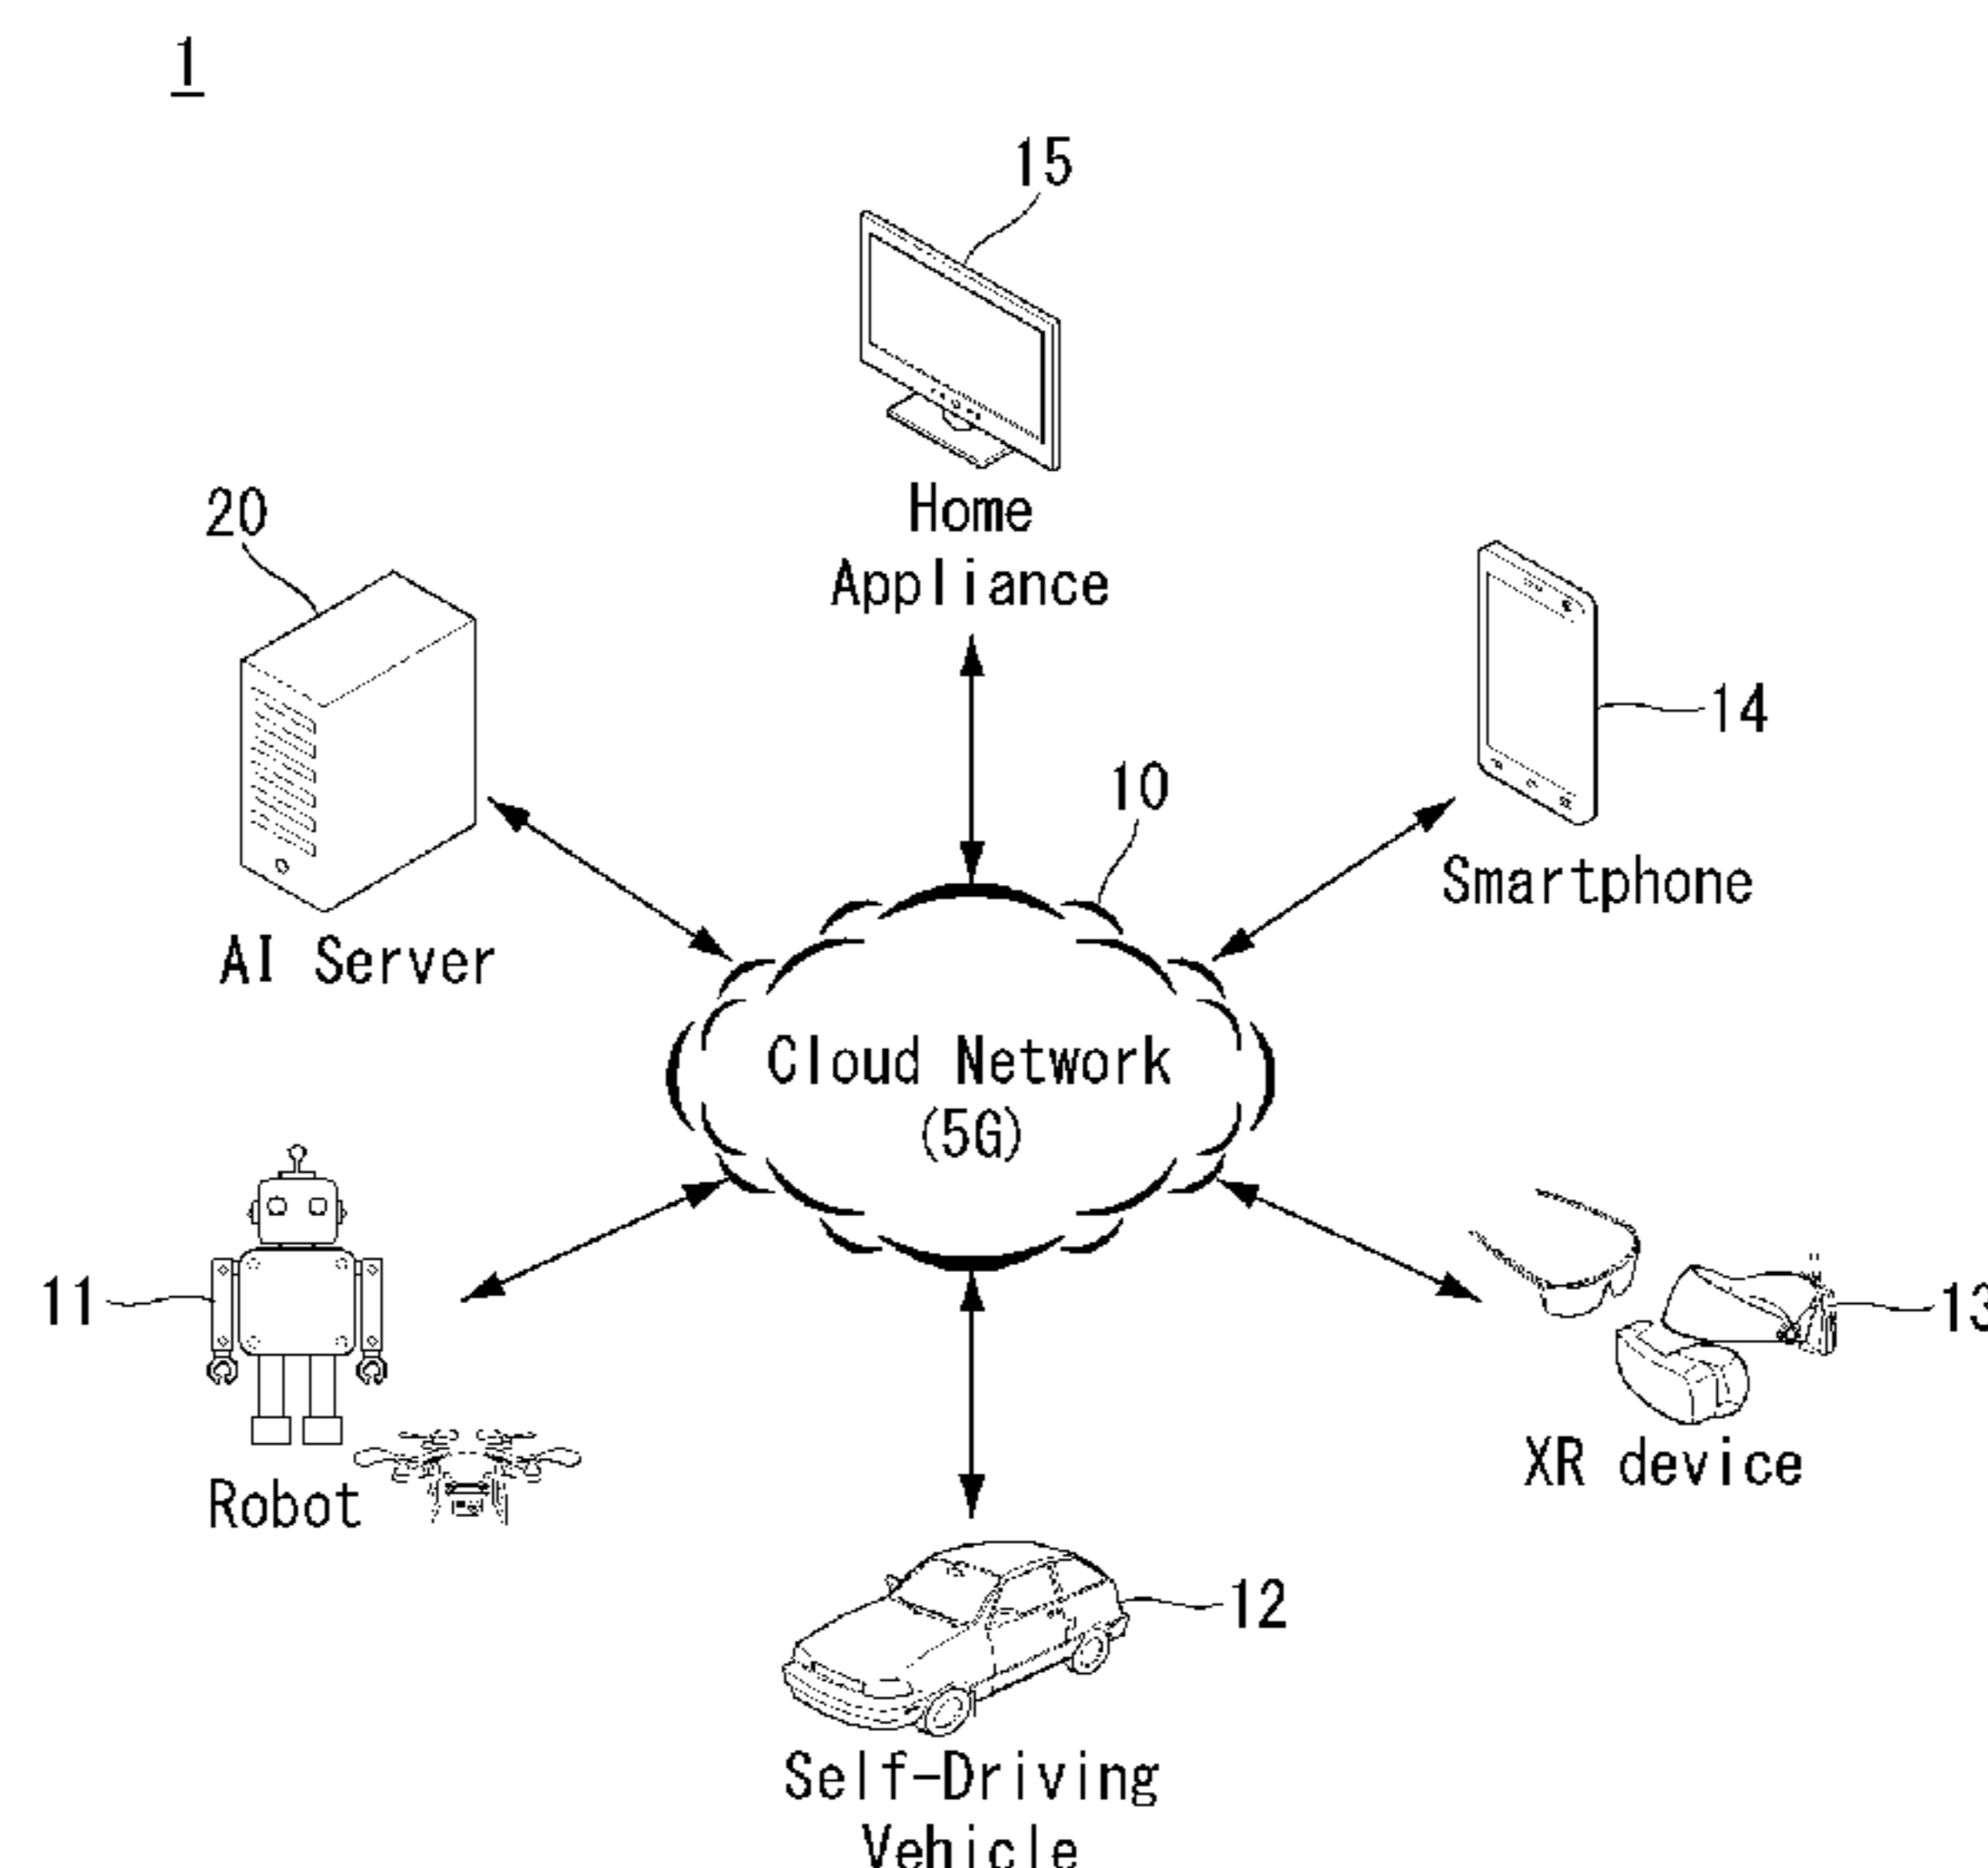 1
15
Home
Appliance
20
AI Server
14
Smartphone
10
Cloud Network
(5G)
11
Robot
13
XR device
12
Self-Driving
Vehicle